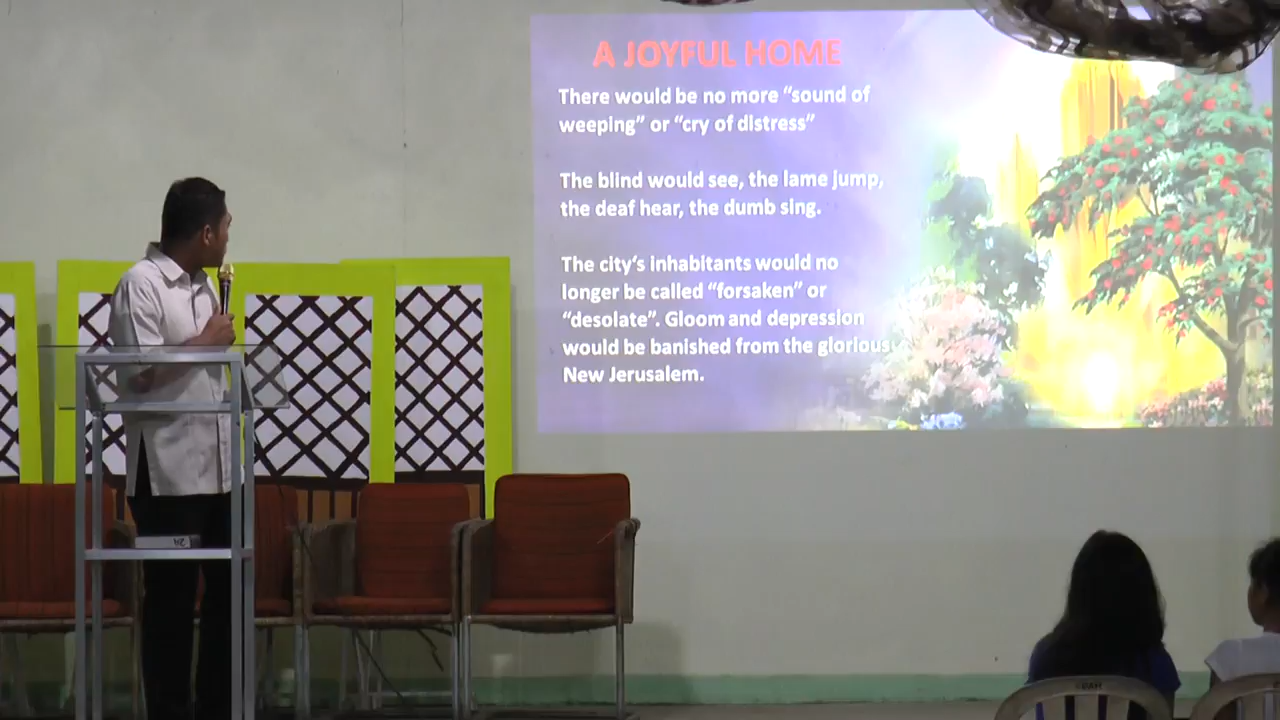 A JOYFUL HOME
There would be no more “sound of
weeping” or “cry of distress”
The blind would see, the lame jump,
the deaf hear, the dumb sing.
The city‘s inhabitants would no
longer be called “forsaken” or
“desolate”. Gloom and depression
would be banished from the glorious
New Jerusalem.